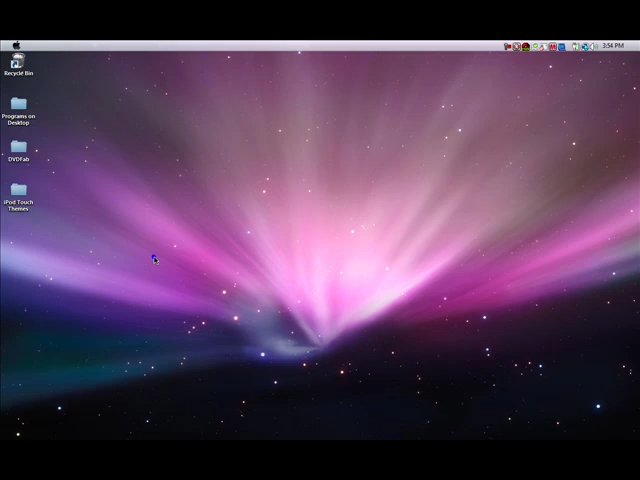 3:54 PM
Recycle Bin
Programs on
Desktop
DVDFab
iPod Touch
Themes